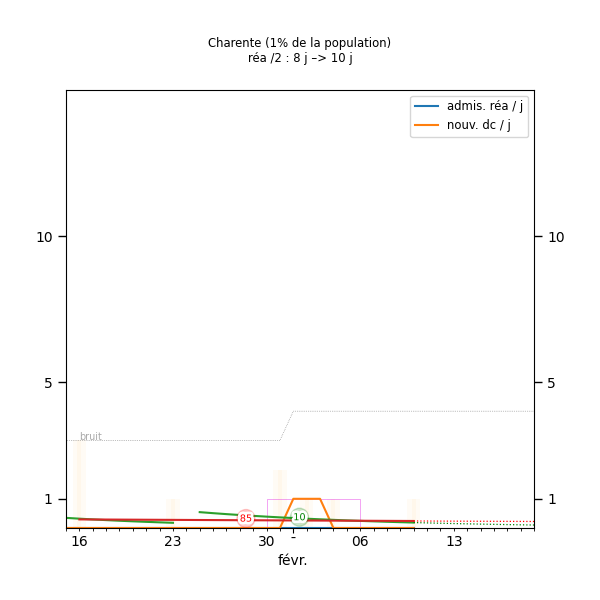 Charente (1% de la population)
réa /2 : 8 j –> 10 j
admis. réa / j
nouv. dc / j
10
10
5
5
bruit
1
1
85
10
16
23
30
-
06
13
févr.